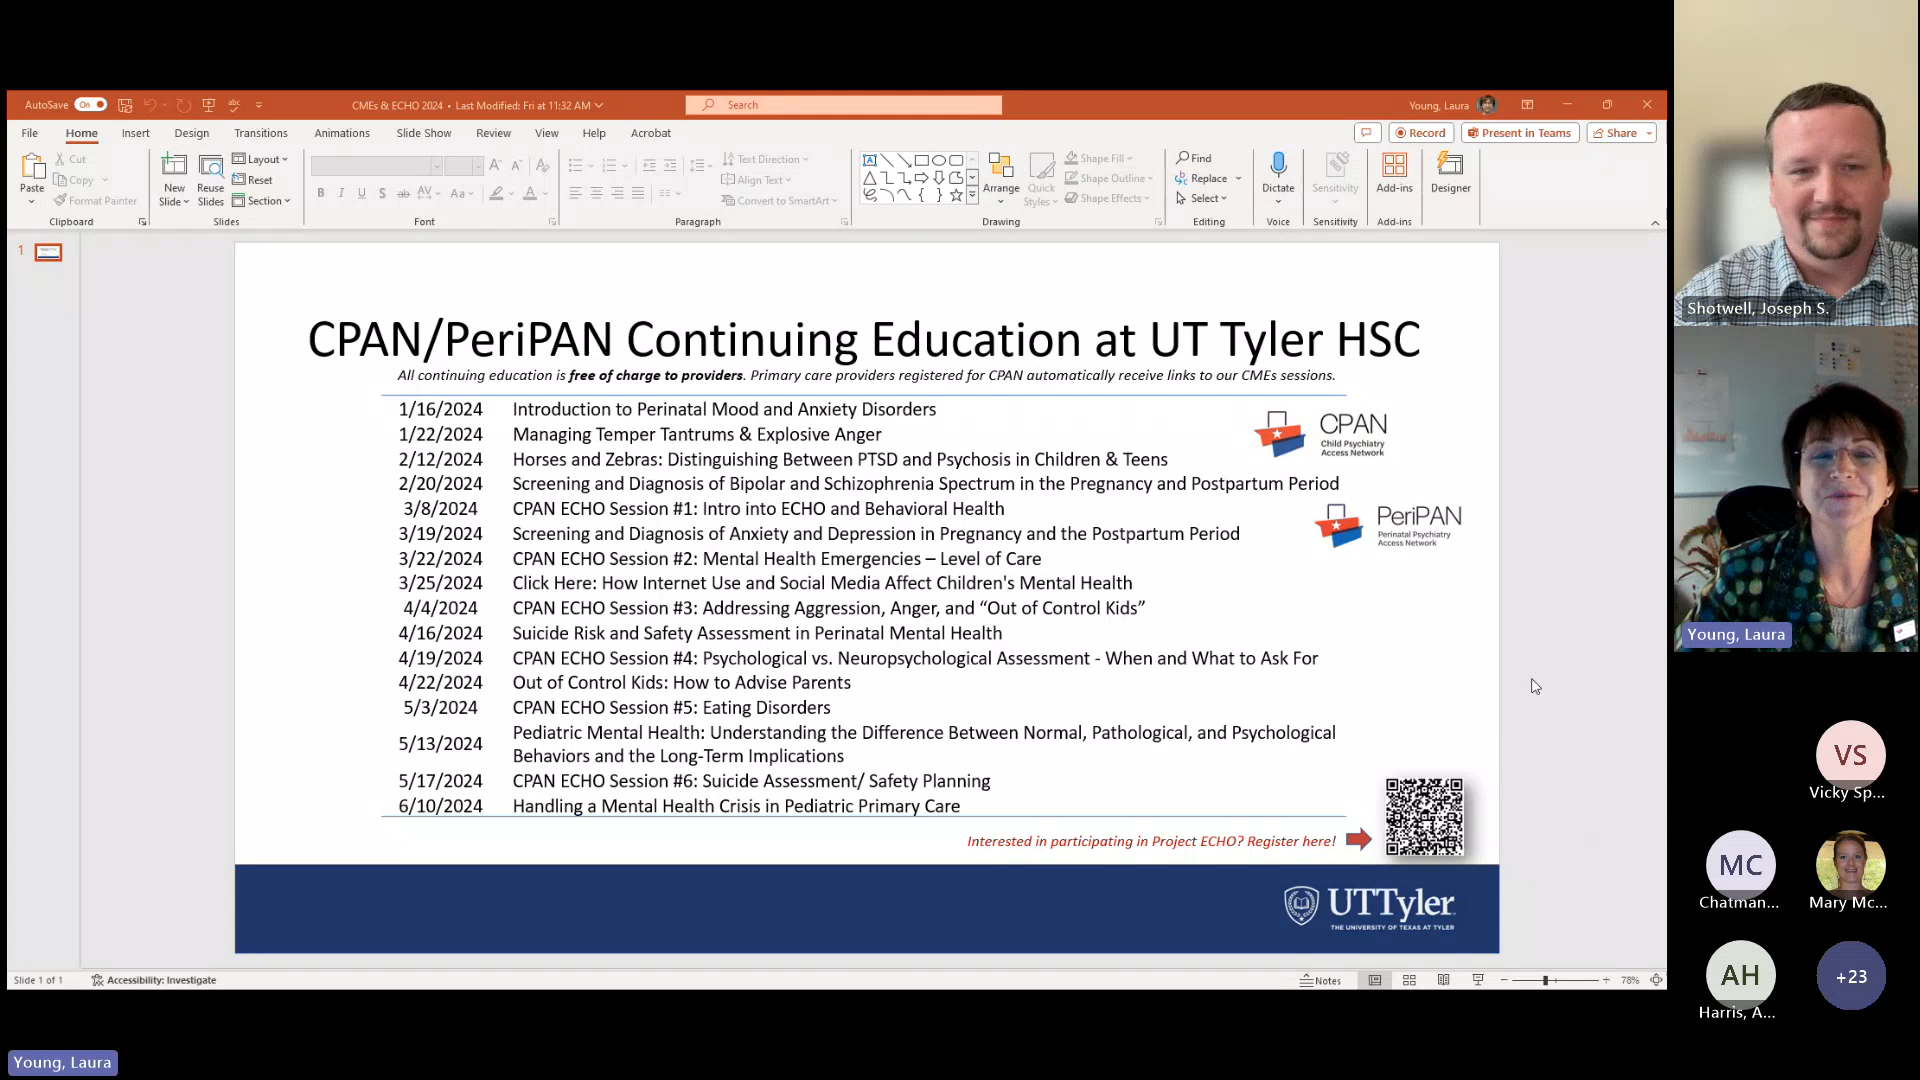 AutoSave
On
CMEs & ECHO 2024 • Last Modified: Fri at 11:32 AM
Search
Young, Laura
File Home Insert Design Transitions Animations Slide Show Review View Help Acrobat
Record
Present in Teams
Share
Paste
Cut
Copy
Format Painter
Clipboard
New
Slide
Reuse
Slides
Layout
Reset
Section
Slides
Font
Text Direction
Align Text
Convert to SmartArt
Paragraph
Arrange
Quick
Styles
Shape Fill
Shape Outline
Shape Effects
Drawing
Find
Replace
Select
Editing
Dictate
Voice
Sensitivity
Sensitivity
Add-ins
Add-ins
Designer
1
CPAN/PeriPAN Continuing Education at UT Tyler HSC
All continuing education is free of charge to providers. Primary care providers registered for CPAN automatically receive links to our CMEs sessions.
1/16/2024 Introduction to Perinatal Mood and Anxiety Disorders
1/22/2024 Managing Temper Tantrums & Explosive Anger
2/12/2024 Horses and Zebras: Distinguishing Between PTSD and Psychosis in Children & Teens
2/20/2024 Screening and Diagnosis of Bipolar and Schizophrenia Spectrum in the Pregnancy and Postpartum Period
3/8/2024 CPAN ECHO Session #1: Intro into ECHO and Behavioral Health
3/19/2024 Screening and Diagnosis of Anxiety and Depression in Pregnancy and the Postpartum Period
3/22/2024 CPAN ECHO Session #2: Mental Health Emergencies – Level of Care
3/25/2024 Click Here: How Internet Use and Social Media Affect Children's Mental Health
4/4/2024 CPAN ECHO Session #3: Addressing Aggression, Anger, and “Out of Control Kids”
4/16/2024 Suicide Risk and Safety Assessment in Perinatal Mental Health
4/19/2024 CPAN ECHO Session #4: Psychological vs. Neuropsychological Assessment - When and What to Ask For
4/22/2024 Out of Control Kids: How to Advise Parents
5/3/2024 CPAN ECHO Session #5: Eating Disorders
5/13/2024 Pediatric Mental Health: Understanding the Difference Between Normal, Pathological, and Psychological
Behaviors and the Long-Term Implications
5/17/2024 CPAN ECHO Session #6: Suicide Assessment/ Safety Planning
6/10/2024 Handling a Mental Health Crisis in Pediatric Primary Care
CPAN
Child Psychiatry
Access Network
PeriPAN
Perinatal Psychiatry
Access Network
Interested in participating in Project ECHO? Register here!
UTTyler
THE UNIVERSITY OF TEXAS AT TYLER
Slide 1 of 1
Accessibility: Investigate
Notes
78%
Young, Laura
Shotwell, Joseph S.
Young, Laura
VS
Vicky Sp...
MC
Chatman...
Mary Mc...
AH
Harris, A...
+23